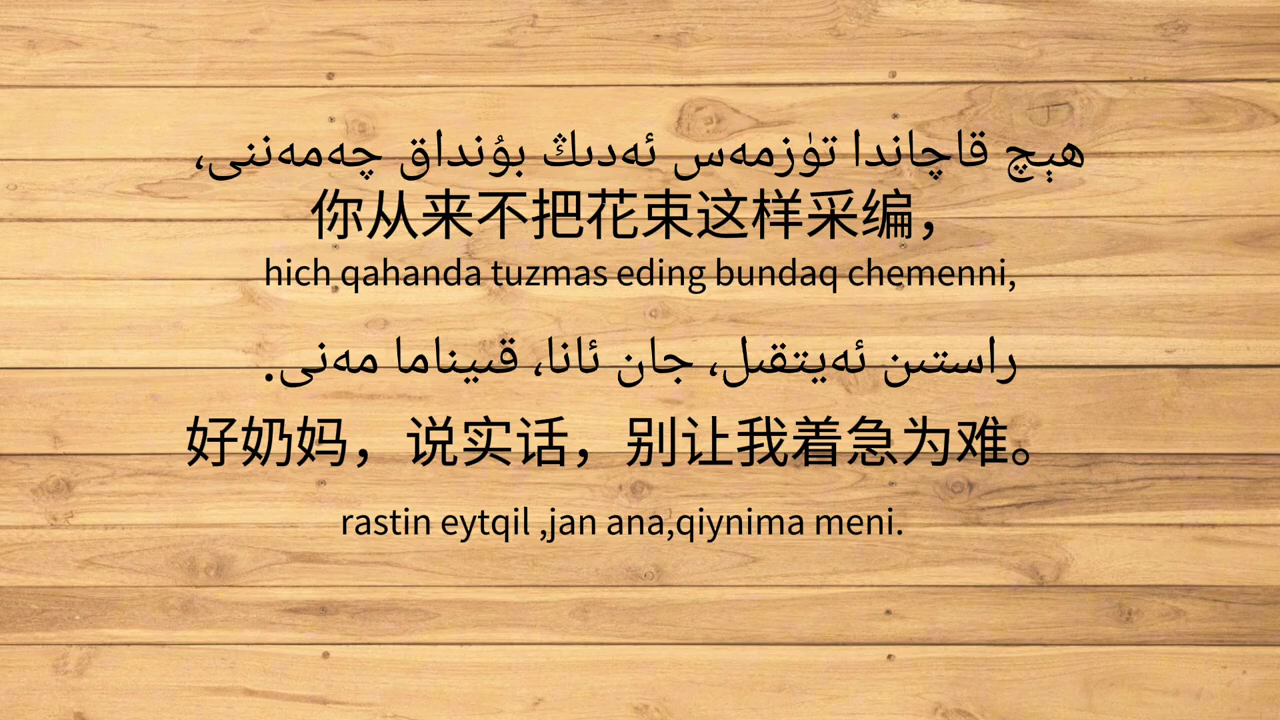 ھېچ قاچاندا تۈزمەس ئەدىڭ بۇنداق چەمەننى،
你从来不把花束这样采编，
hich qahanda tuzmas eding bundaq chemenni,
راستىن ئەيتقىل، جان ئانا، قىيناما مەنى.
好奶妈，说实话，别让我着急为难。
rastin eytqil ,jan ana,qiynima meni.